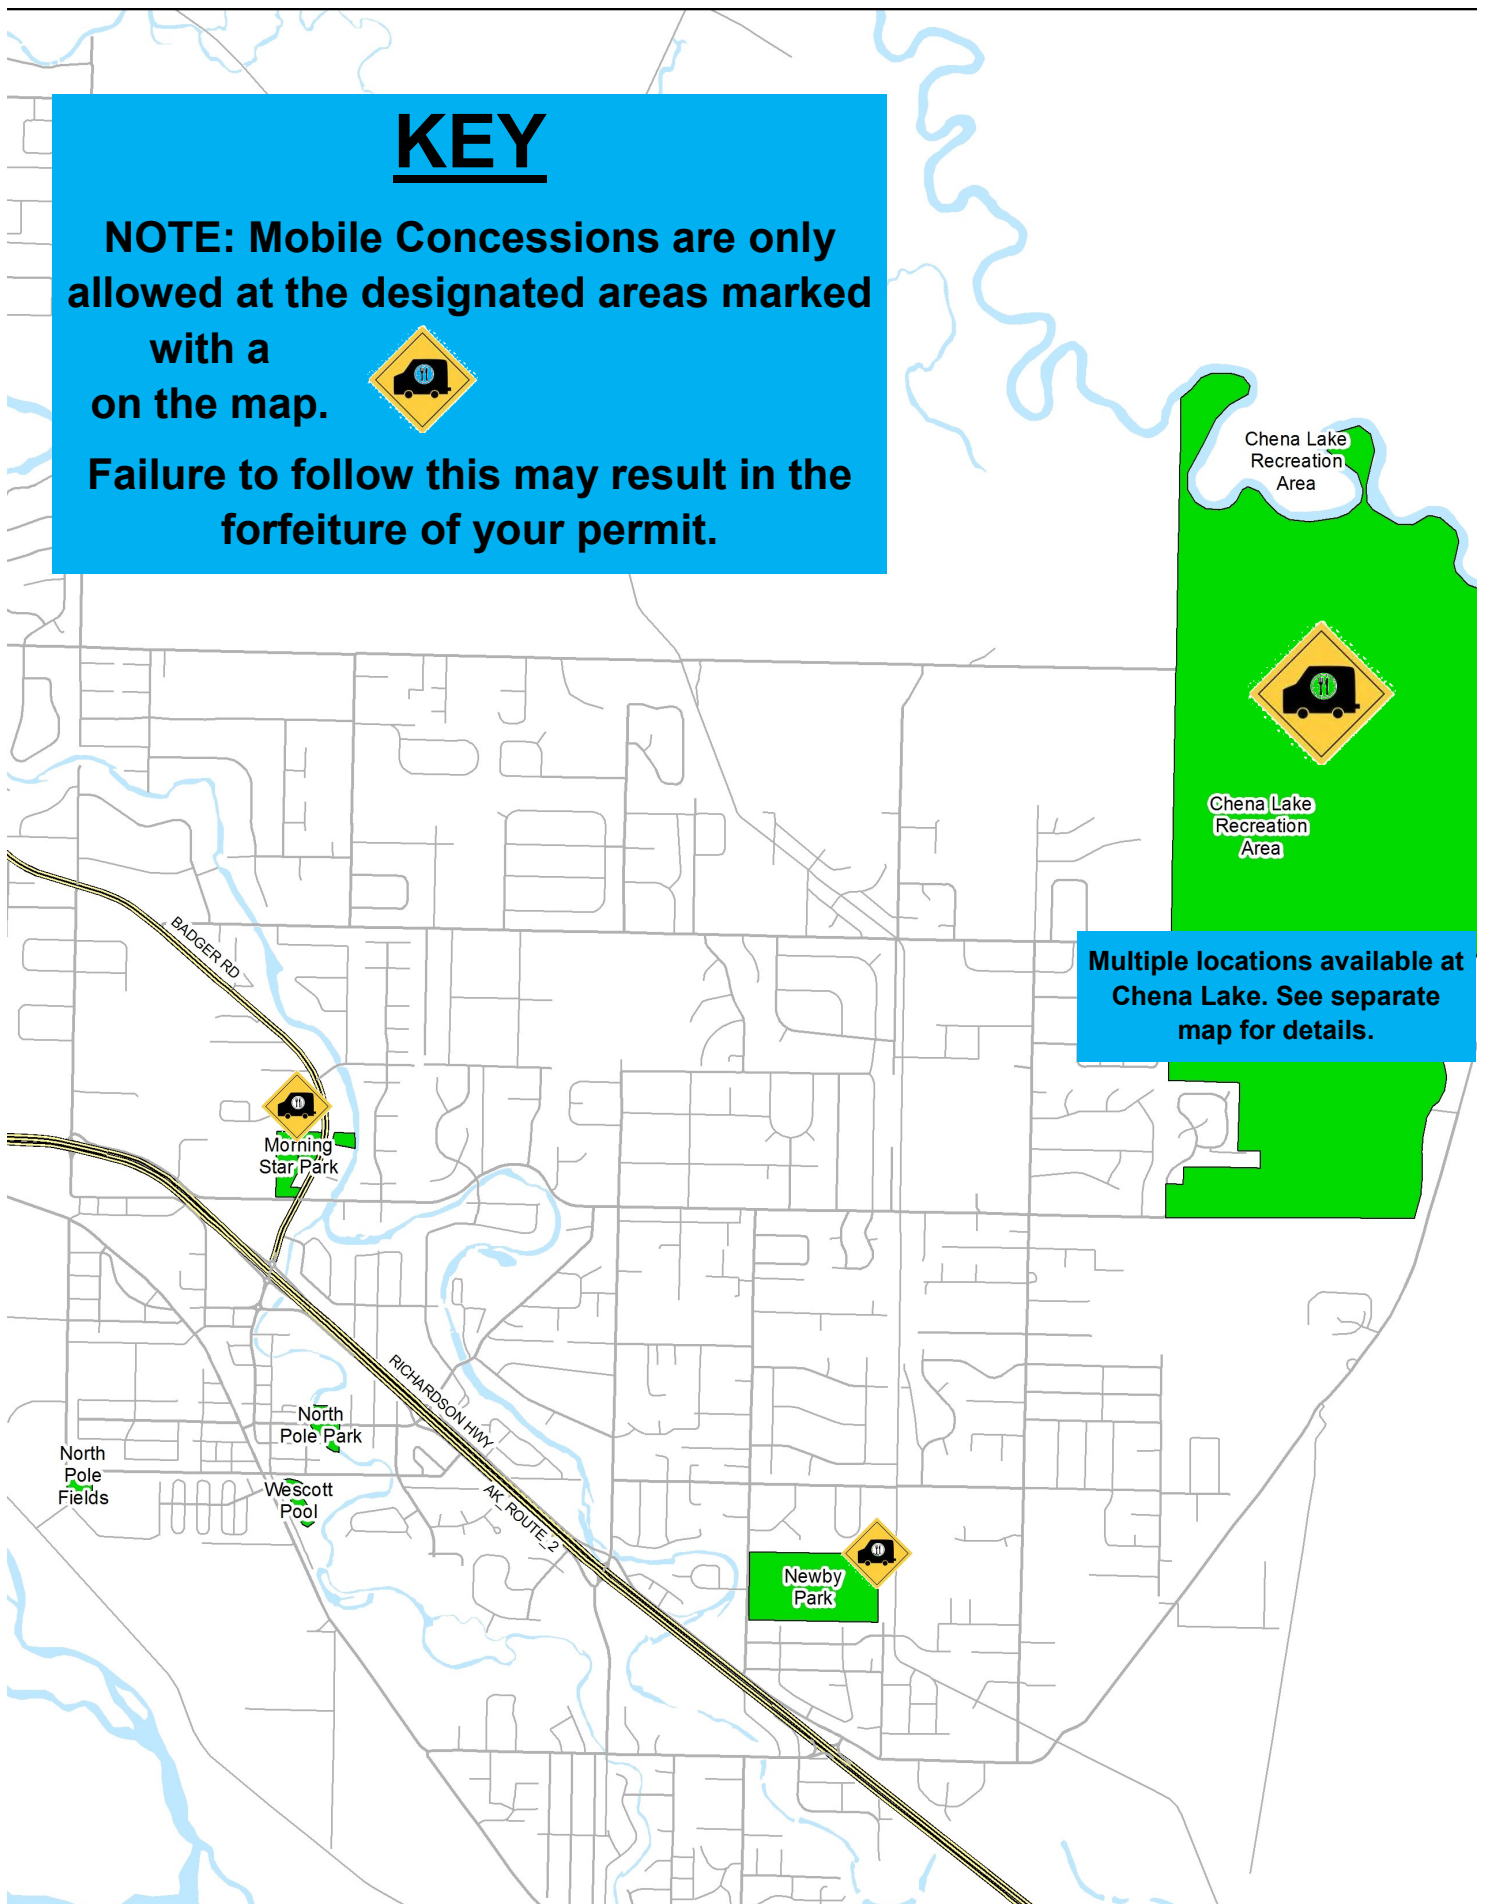 KEY
NOTE: Mobile Concessions are only
allowed at the designated areas marked
with a
on the map.
Failure to follow this may result in the
forfeiture of your permit.
Chena Lake
Recreation
Area
Chena Lake
Recreation
Area
Multiple locations available at
Chena Lake. See separate
map for details.
BADGER RD
Morning
Star Park
RICHARDSON HWY
North
Pole Park
North
Pole
Fields
Wescott
Pool
AK_ROUTE_2
Newby
Park